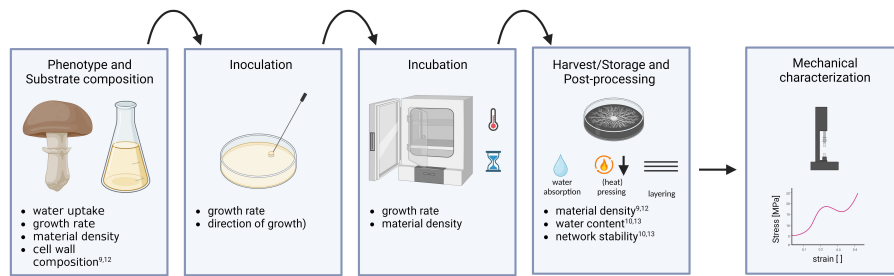 Phenotype and
Substrate composition
• water uptake
• growth rate
• material density
• cell wall
composition9,12
Inoculation
• growth rate
• direction of growth)
Incubation
• growth rate
• material density
Harvest/Storage and
Post-processing
water
absorption
(heat)
pressing
layering
• material density9,12
• water content10,13
• network stability10,13
Mechanical
characterization
Stress [MPa]
strain [ ]